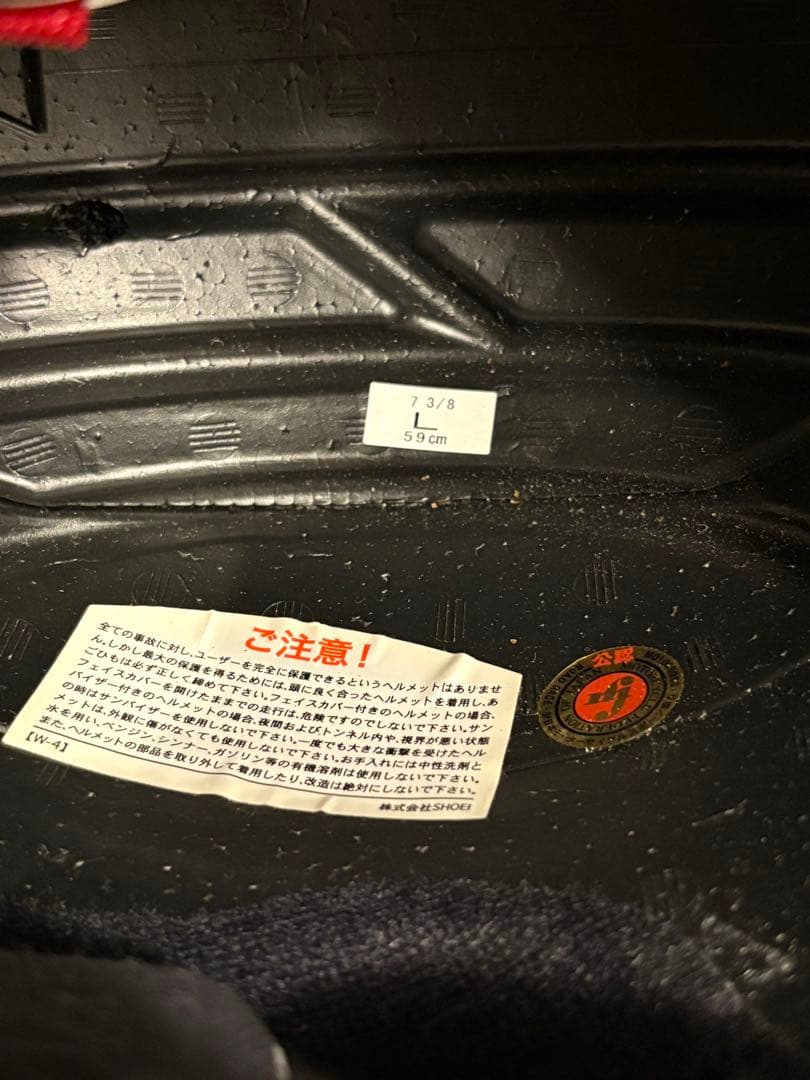 7 3/8
L
59cm
ご注意！
全ての事故に対し、ユーザーを完全に保護できるというヘルメットはありませ
ん。しかし最大の保護を得るためには、頭に良く合ったヘルメットを着用し、あ
ごひもは必ず正しく締めて下さい。フェイスカバー付きのヘルメットの場合、
フェイスカバーを開けたままでの走行は、危険ですのでしないで下さい。サン
バイザー付きのヘルメットの場合、夜間およびトンネル内や、視界が悪い状態
の時はサンバイザーを使用しないで下さい。一度でも大きな衝撃を受けたヘル
メットは、外観に傷がなくても使用しないで下さい。お手入れには中性洗剤と
水を用い、ベンジン、シンナー、ガソリン等の有機溶剤は使用しないで下さい。
また、ヘルメットの部品を取り外して着用したり、改造は絶対にしないで下さい。
【W-4】
株式会社SHOEI
公認